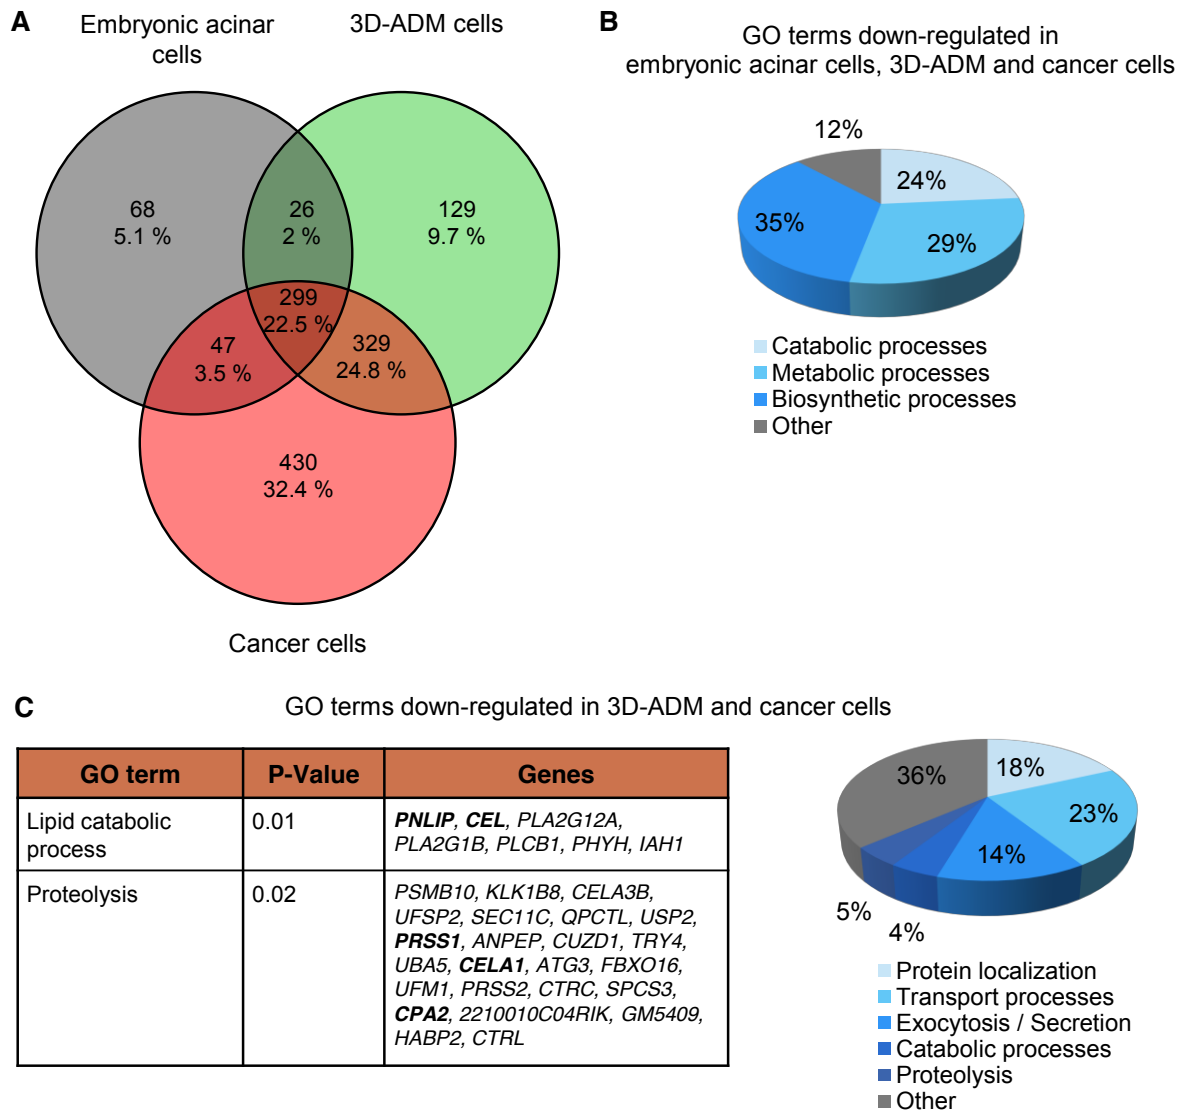 A
Embryonic acinar
cells
3D-ADM cells
68
5.1 %
26
2 %
129
9.7 %
299
22.5 %
47
3.5 %
329
24.8 %
430
32.4 %
Cancer cells
B
GO terms down-regulated in
embryonic acinar cells, 3D-ADM and cancer cells
12%
24%
35%
29%
Catabolic processes
Metabolic processes
Biosynthetic processes
Other
C
GO terms down-regulated in 3D-ADM and cancer cells
GO term P-Value Genes
Lipid catabolic
process
0.01
PNLIP, CEL, PLA2G12A,
PLA2G1B, PLCB1, PHYH, IAH1
Proteolysis
0.02
PSMB10, KLK1B8, CELA3B,
UFSP2, SEC11C, QPCTL, USP2,
PRSS1, ANPEP, CUZD1, TRY4,
UBA5, CELA1, ATG3, FBXO16,
UFM1, PRSS2, CTRC, SPCS3,
CPA2, 2210010C04RIK, GM5409,
HABP2, CTRL
36%
18%
23%
14%
5%
4%
Protein localization
Transport processes
Exocytosis / Secretion
Catabolic processes
Proteolysis
Other